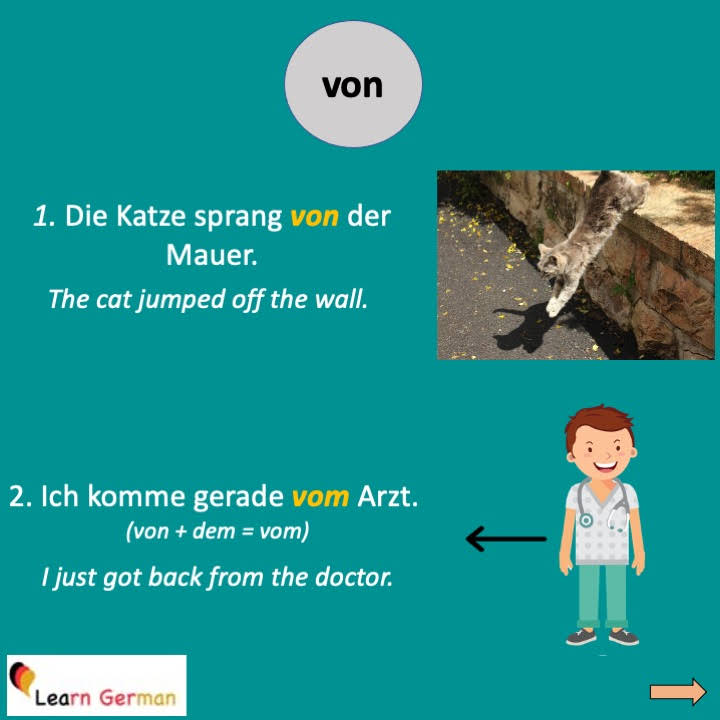 von
1. Die Katze sprang von der
Mauer.
The cat jumped off the wall.
2. Ich komme gerade vom Arzt.
(von + dem = vom)
I just got back from the doctor.
Learn German